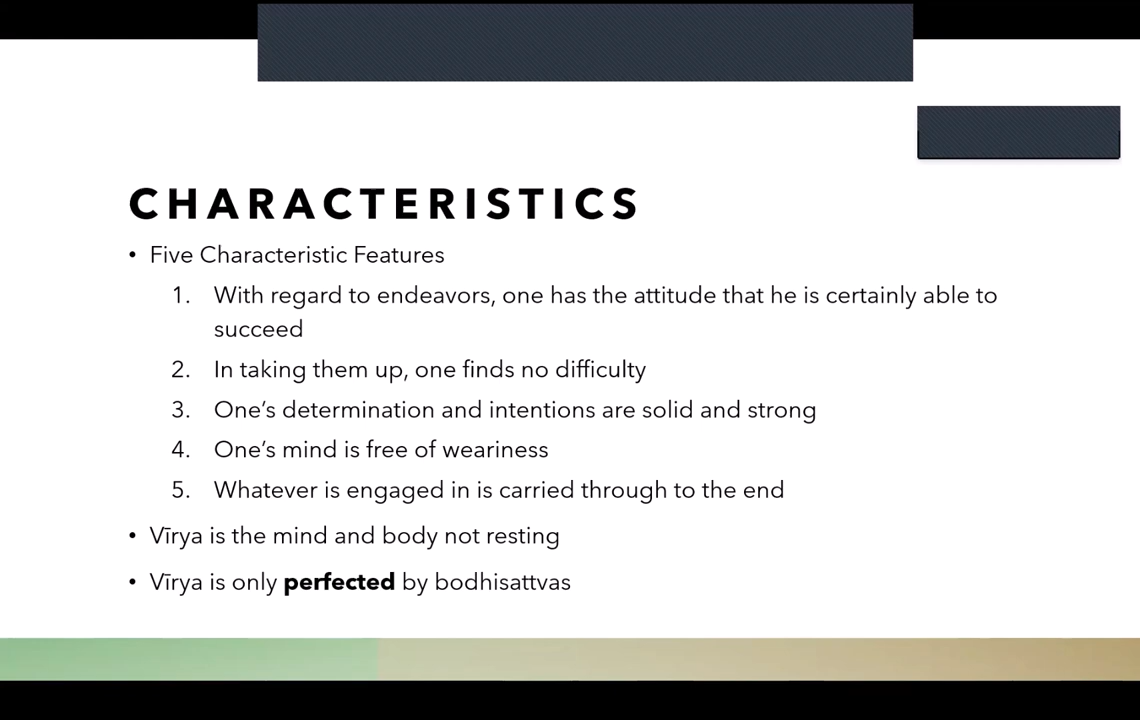 CHARACTERISTICS
• Five Characteristic Features
1. With regard to endeavors, one has the attitude that he is certainly able to
succeed
2. In taking them up, one finds no difficulty
3. One’s determination and intentions are solid and strong
4. One’s mind is free of weariness
5. Whatever is engaged in is carried through to the end
• Vīrya is the mind and body not resting
• Vīrya is only perfected by bodhisattvas